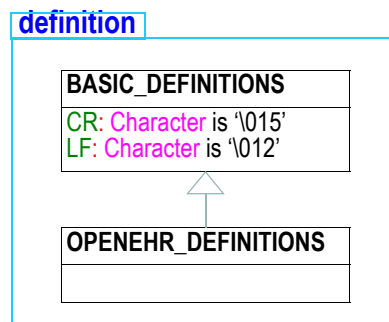 definition
BASIC_DEFINITIONS
CR: Character is ‘\015’
LF: Character is ‘\012’
OPENEHR_DEFINITIONS